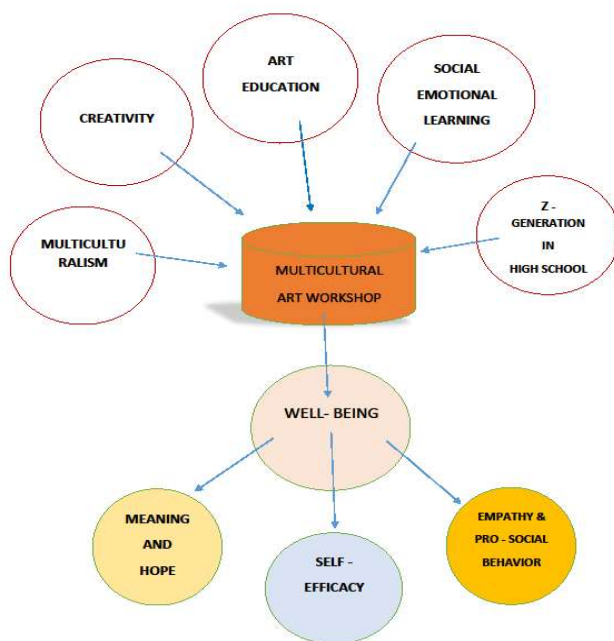 ART
EDUCATION
SOCIAL
EMOTIONAL
LEARNING
CREATIVITY
Z -
GENERATION
IN
HIGH SCHOOL
MULTICULTU
RALISM
MULTICULTURAL
ART WORKSHOP
WELL- BEING
MEANING
AND
HOPE
SELF -
EFFICACY
EMPATHY &
PRO - SOCIAL
BEHAVIOR